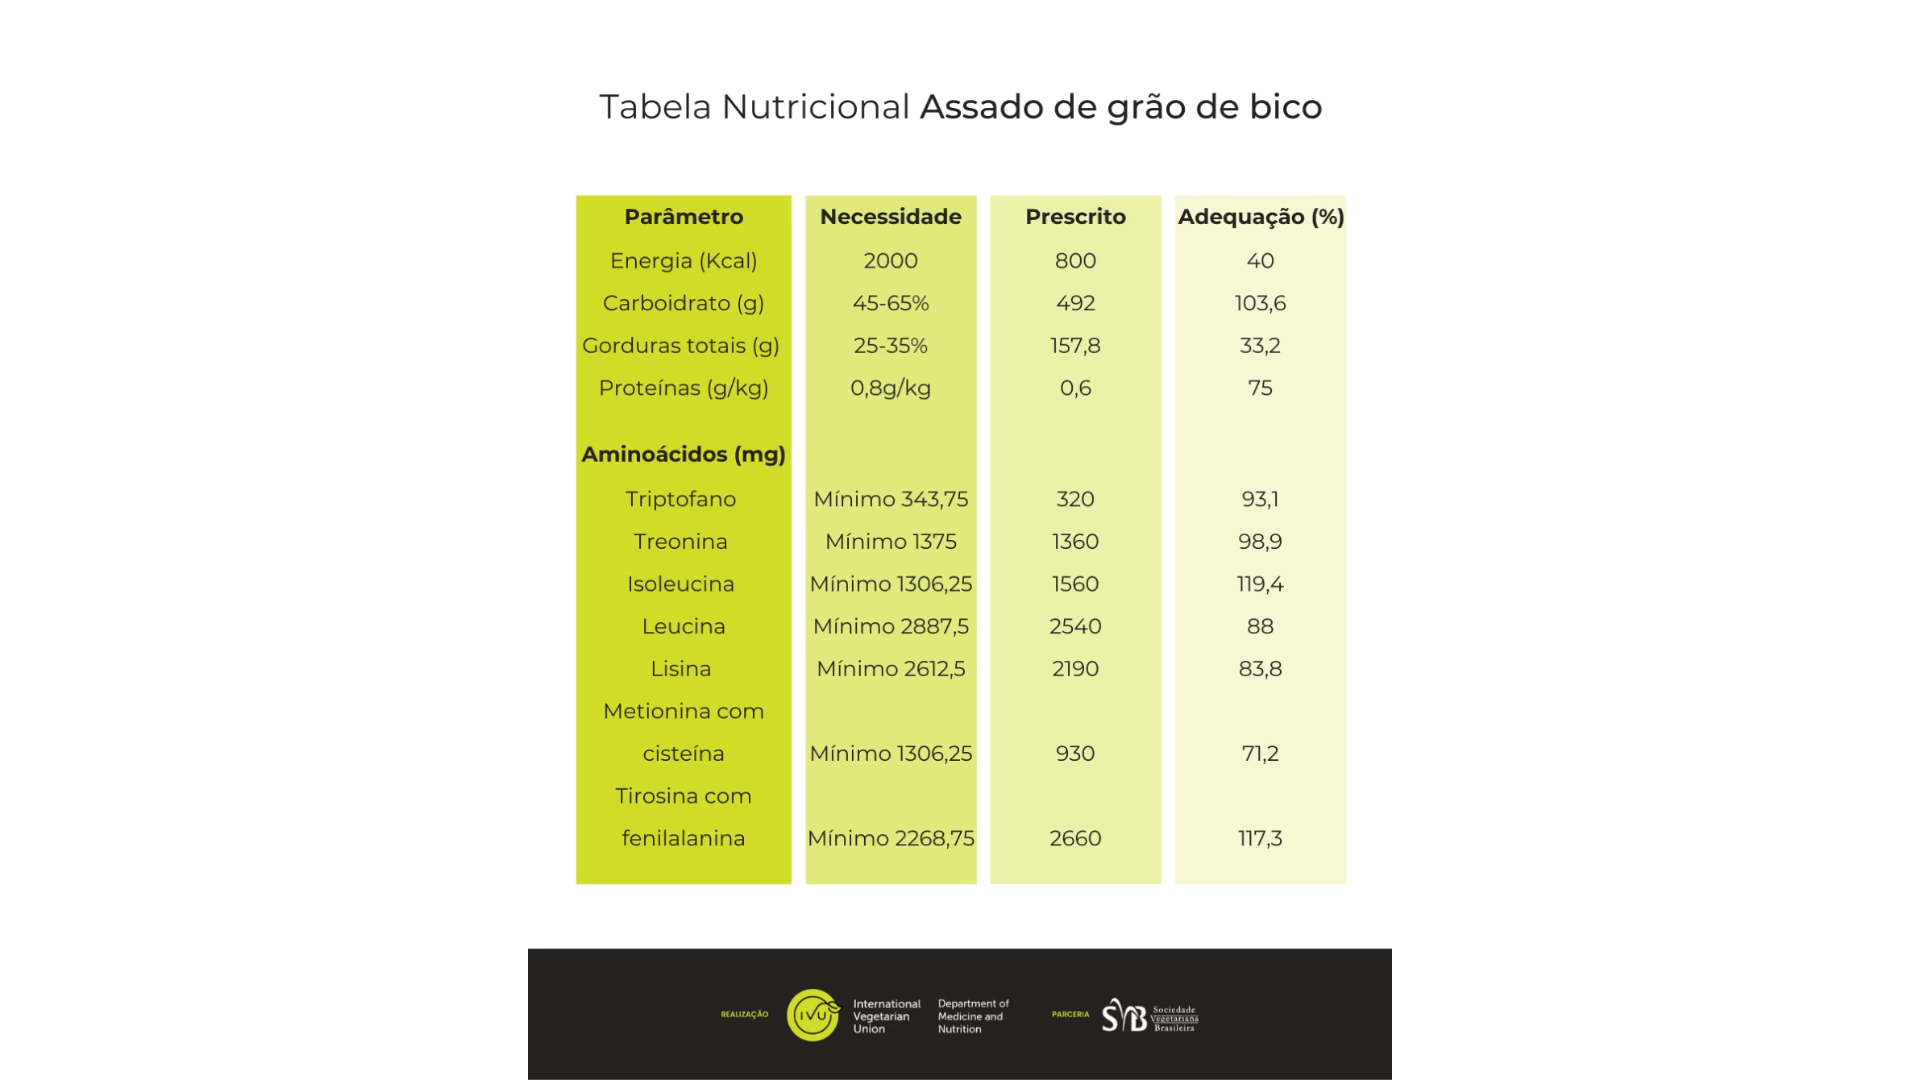 Tabela Nutricional Assado de grão de bico
Parâmetro Necessidade Prescrito Adequação (%)
Energia (Kcal) 2000 800 40
Carboidrato (g) 45-65% 492 103,6
Gorduras totais (g) 25-35% 157,8 33,2
Proteínas (g/kg) 0,8g/kg 0,6 75
Aminoácidos (mg)
Triptofano Mínimo 343,75 320 93,1
Treonina Mínimo 1375 1360 98,9
Isoleucina Mínimo 1306,25 1560 119,4
Leucina Mínimo 2887,5 2540 88
Lisina Mínimo 2612,5 2190 83,8
Metionina com
cisteína Mínimo 1306,25 930 71,2
Tirosina com
fenilalanina Mínimo 2268,75 2660 117,3
REALIZAÇÃO
IVU
International
Vegetarian
Union
Department of
Medicine and
Nutrition
PARCERIA
SVB
Sociedade
Vegetariana
Brasileira